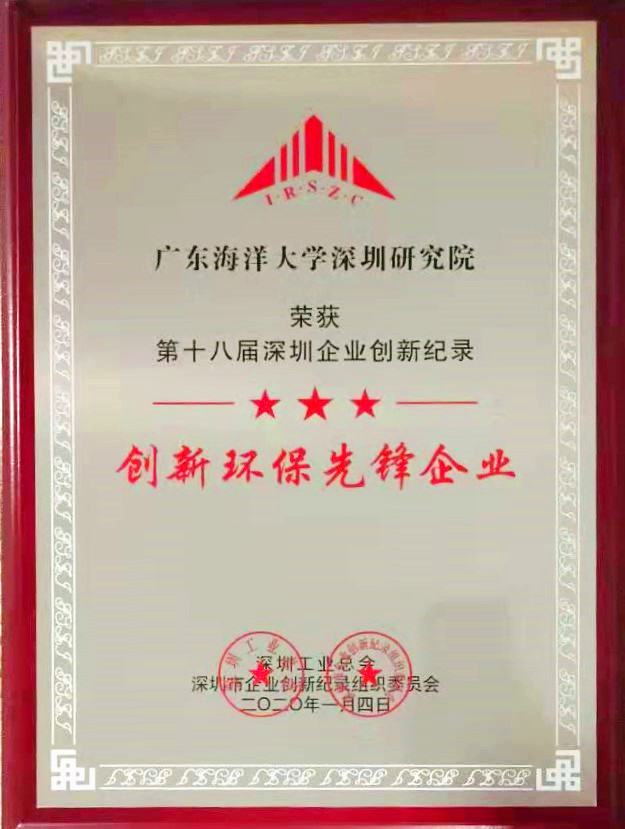 I·R·S·Z·C
广东海洋大学深圳研究院
荣获
第十八届深圳企业创新纪录
创新环保先锋企业
深圳工业总会
深圳市企业创新纪录组织委员会
二〇二〇年一月四日